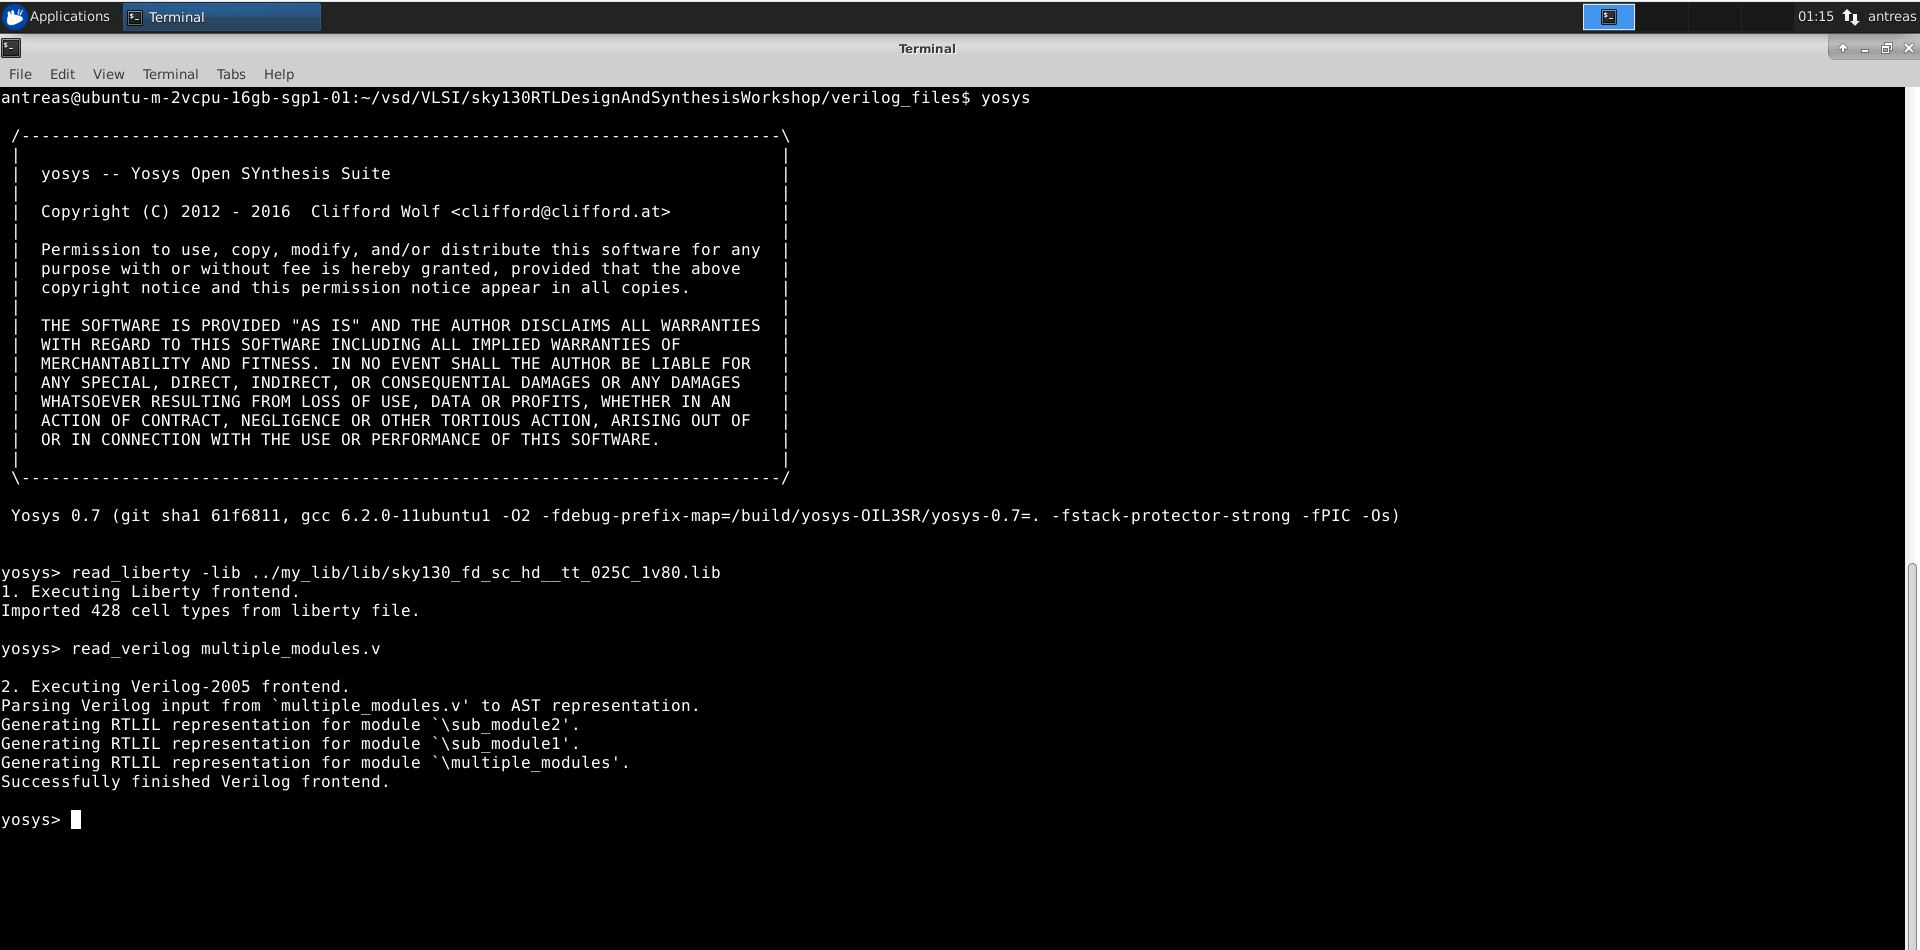 Applications
Terminal
01:15
antreas
Terminal
File Edit View Terminal Tabs Help
antreas@ubuntu-m-2vcpu-16gb-sgp1-01:~/vsd/VLSI/sky130RTLDesignAndSynthesisWorkshop/verilog_files$ yosys
/----------------------------------------------------------------------------\
|                                                                            |
|  yosys -- Yosys Open SYnthesis Suite                                       |
|                                                                            |
|  Copyright (C) 2012 - 2016  Clifford Wolf <clifford@clifford.at>           |
|                                                                            |
|  Permission to use, copy, modify, and/or distribute this software for any  |
|  purpose with or without fee is hereby granted, provided that the above    |
|  copyright notice and this permission notice appear in all copies.         |
|                                                                            |
|  THE SOFTWARE IS PROVIDED "AS IS" AND THE AUTHOR DISCLAIMS ALL WARRANTIES  |
|  WITH REGARD TO THIS SOFTWARE INCLUDING ALL IMPLIED WARRANTIES OF          |
|  MERCHANTABILITY AND FITNESS. IN NO EVENT SHALL THE AUTHOR BE LIABLE FOR   |
|  ANY SPECIAL, DIRECT, INDIRECT, OR CONSEQUENTIAL DAMAGES OR ANY DAMAGES    |
|  WHATSOEVER RESULTING FROM LOSS OF USE, DATA OR PROFITS, WHETHER IN AN     |
|  ACTION OF CONTRACT, NEGLIGENCE OR OTHER TORTIOUS ACTION, ARISING OUT OF   |
|  OR IN CONNECTION WITH THE USE OR PERFORMANCE OF THIS SOFTWARE.            |
|                                                                            |
\----------------------------------------------------------------------------/
Yosys 0.7 (git sha1 61f6811, gcc 6.2.0-11ubuntu1 -O2 -fdebug-prefix-map=/build/yosys-OIL3SR/yosys-0.7=. -fstack-protector-strong -fPIC -Os)
yosys> read_liberty -lib ../my_lib/lib/sky130_fd_sc_hd__tt_025C_1v80.lib
1. Executing Liberty frontend.
Imported 428 cell types from liberty file.
yosys> read_verilog multiple_modules.v
2. Executing Verilog-2005 frontend.
Parsing Verilog input from `multiple_modules.v' to AST representation.
Generating RTLIL representation for module `\sub_module2'.
Generating RTLIL representation for module `\sub_module1'.
Generating RTLIL representation for module `\multiple_modules'.
Successfully finished Verilog frontend.
yosys>